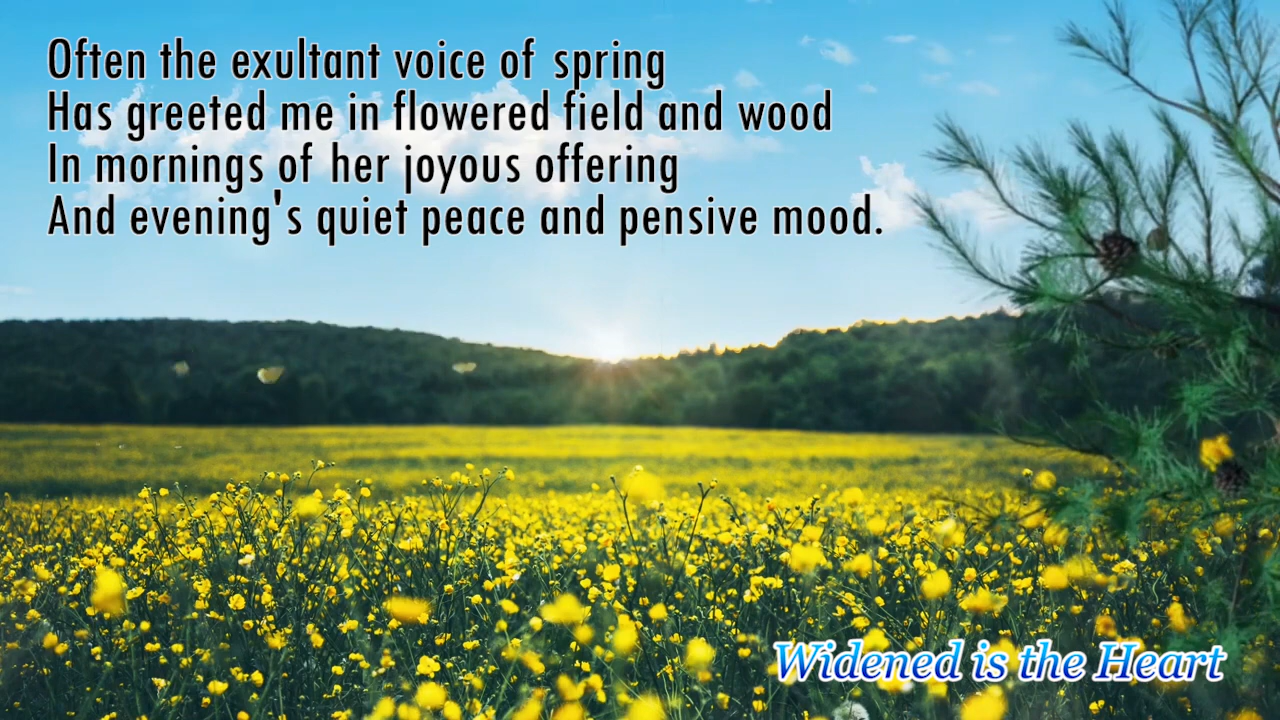 Often the exultant voice of spring
Has greeted me in flowered field and wood
In mornings of her joyous offering
And evening's quiet peace and pensive mood.
Widened is the Heart